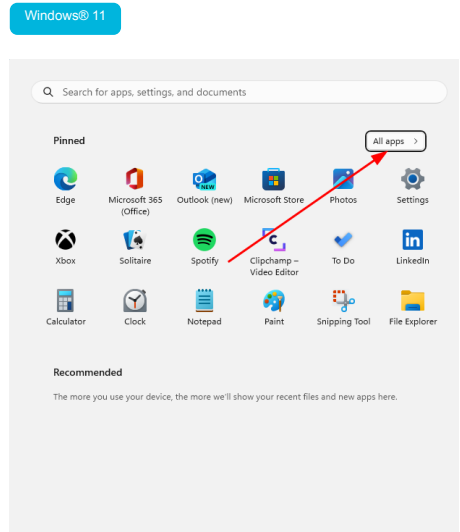 Windows® 11
Search for apps, settings, and documents
Pinned
All apps >
Edge
Microsoft 365
(Office)
Outlook (new)
Microsoft Store
Photos
Settings
NEW
Xbox
Solitaire
Spotify
Clipchamp –
Video Editor
To Do
LinkedIn
in
Calculator
Clock
Notepad
Paint
Snipping Tool
File Explorer
Recommended
The more you use your device, the more we'll show your recent files and new apps here.